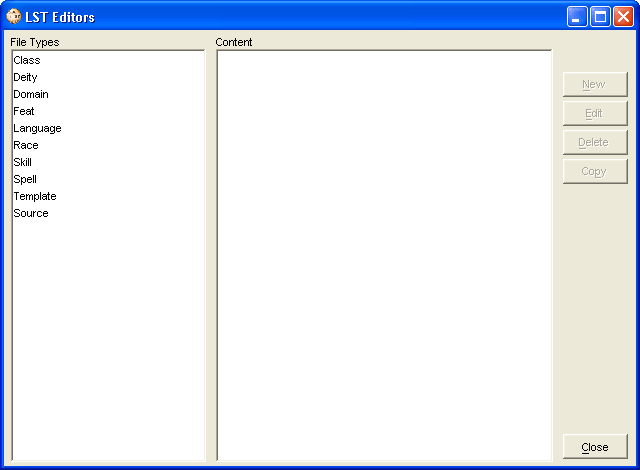 LST Editors
File Types
Content
Class
Deity
Domain
Feat
Language
Race
Skill
Spell
Template
Source
New
Edit
Delete
Copy
Close